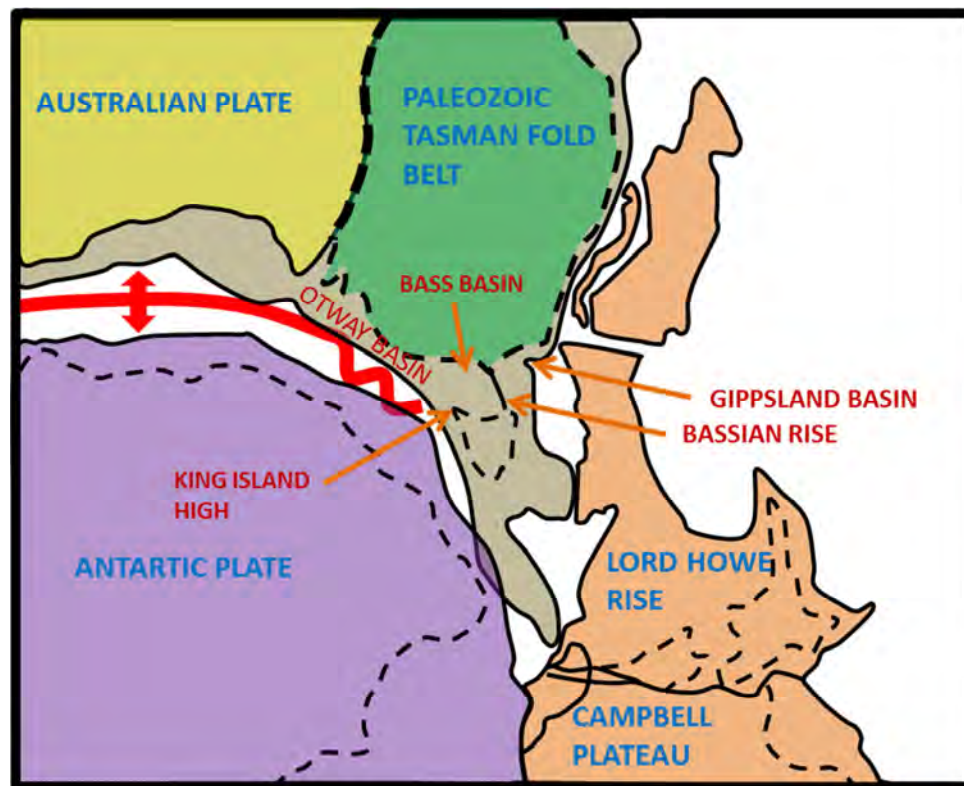 AUSTRALIAN PLATE
PALEOZOIC
TASMAN FOLD
BELT
BASS BASIN
OTWAY BASIN
GIPPSLAND BASIN
BASSIAN RISE
KING ISLAND
HIGH
ANTARTIC PLATE
LORD HOWE
RISE
CAMPBELL
PLATEAU